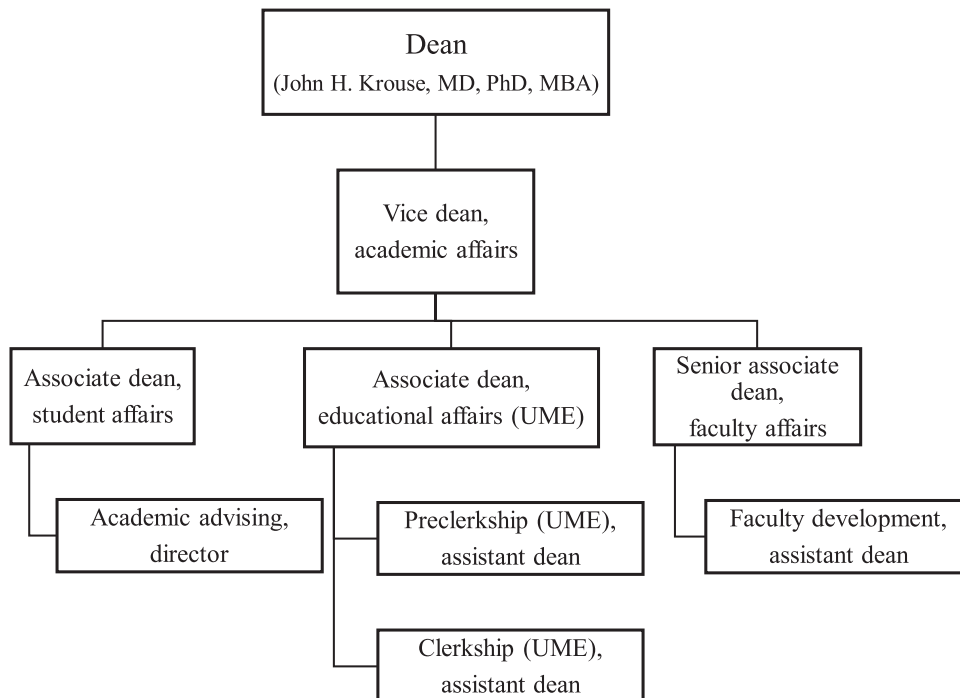 Dean
(John H. Krouse, MD, PhD, MBA)
Vice dean,
academic affairs
Associate dean,
student affairs
Associate dean,
educational affairs (UME)
Senior associate
dean,
faculty affairs
Academic advising,
director
Preclerkship (UME),
assistant dean
Faculty development,
assistant dean
Clerkship (UME),
assistant dean